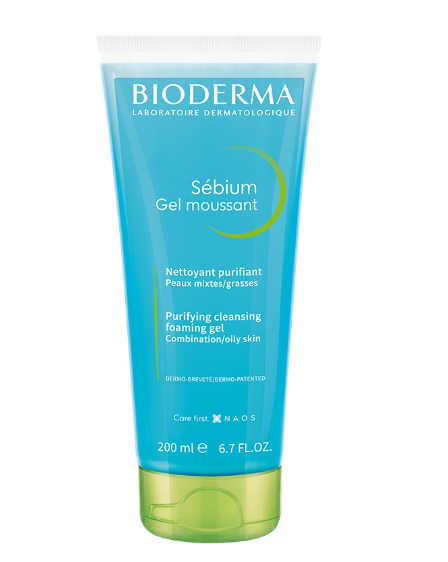 BIODERMA
LABORATOIRE DERMATOLOGIQUE
Sébium
Gel moussant
Nettoyant purifiant
Peaux mixtes/grasses
Purifying cleansing
foaming gel
Combination/oily skin
DERMO-BREVETÉ/DERMO-PATENTED
Care first. NAOS
200 ml ℮ 6.7 FL.OZ.